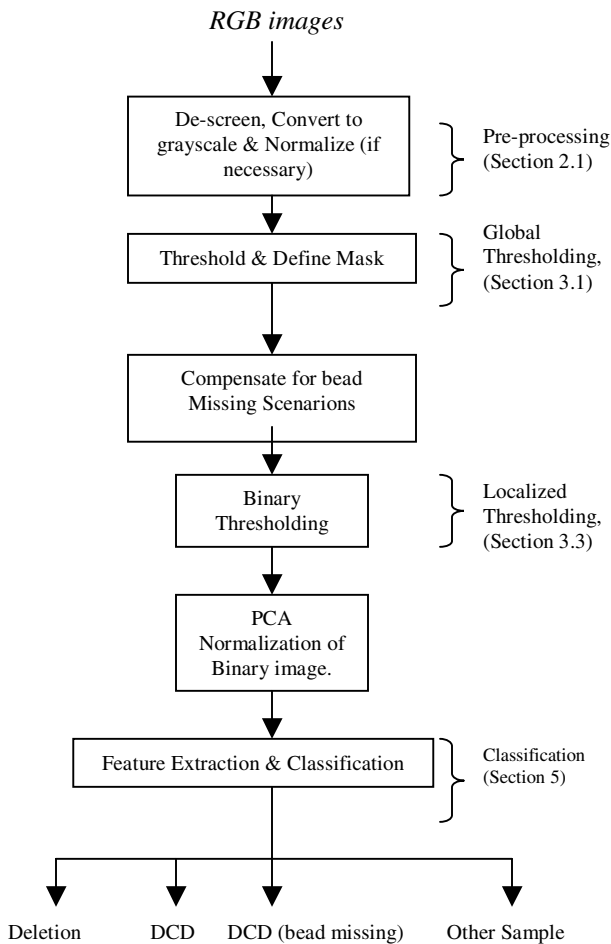 RGB images
De-screen, Convert to
grayscale & Normalize (if
necessary)
Pre-processing
(Section 2.1)
Threshold & Define Mask
Global
Thresholding,
(Section 3.1)
Compensate for bead
Missing Scenarions
Binary
Thresholding
Localized
Thresholding,
(Section 3.3)
PCA
Normalization of
Binary image.
Feature Extraction & Classification
Classification
(Section 5)
Deletion
DCD
DCD (bead missing)
Other Sample